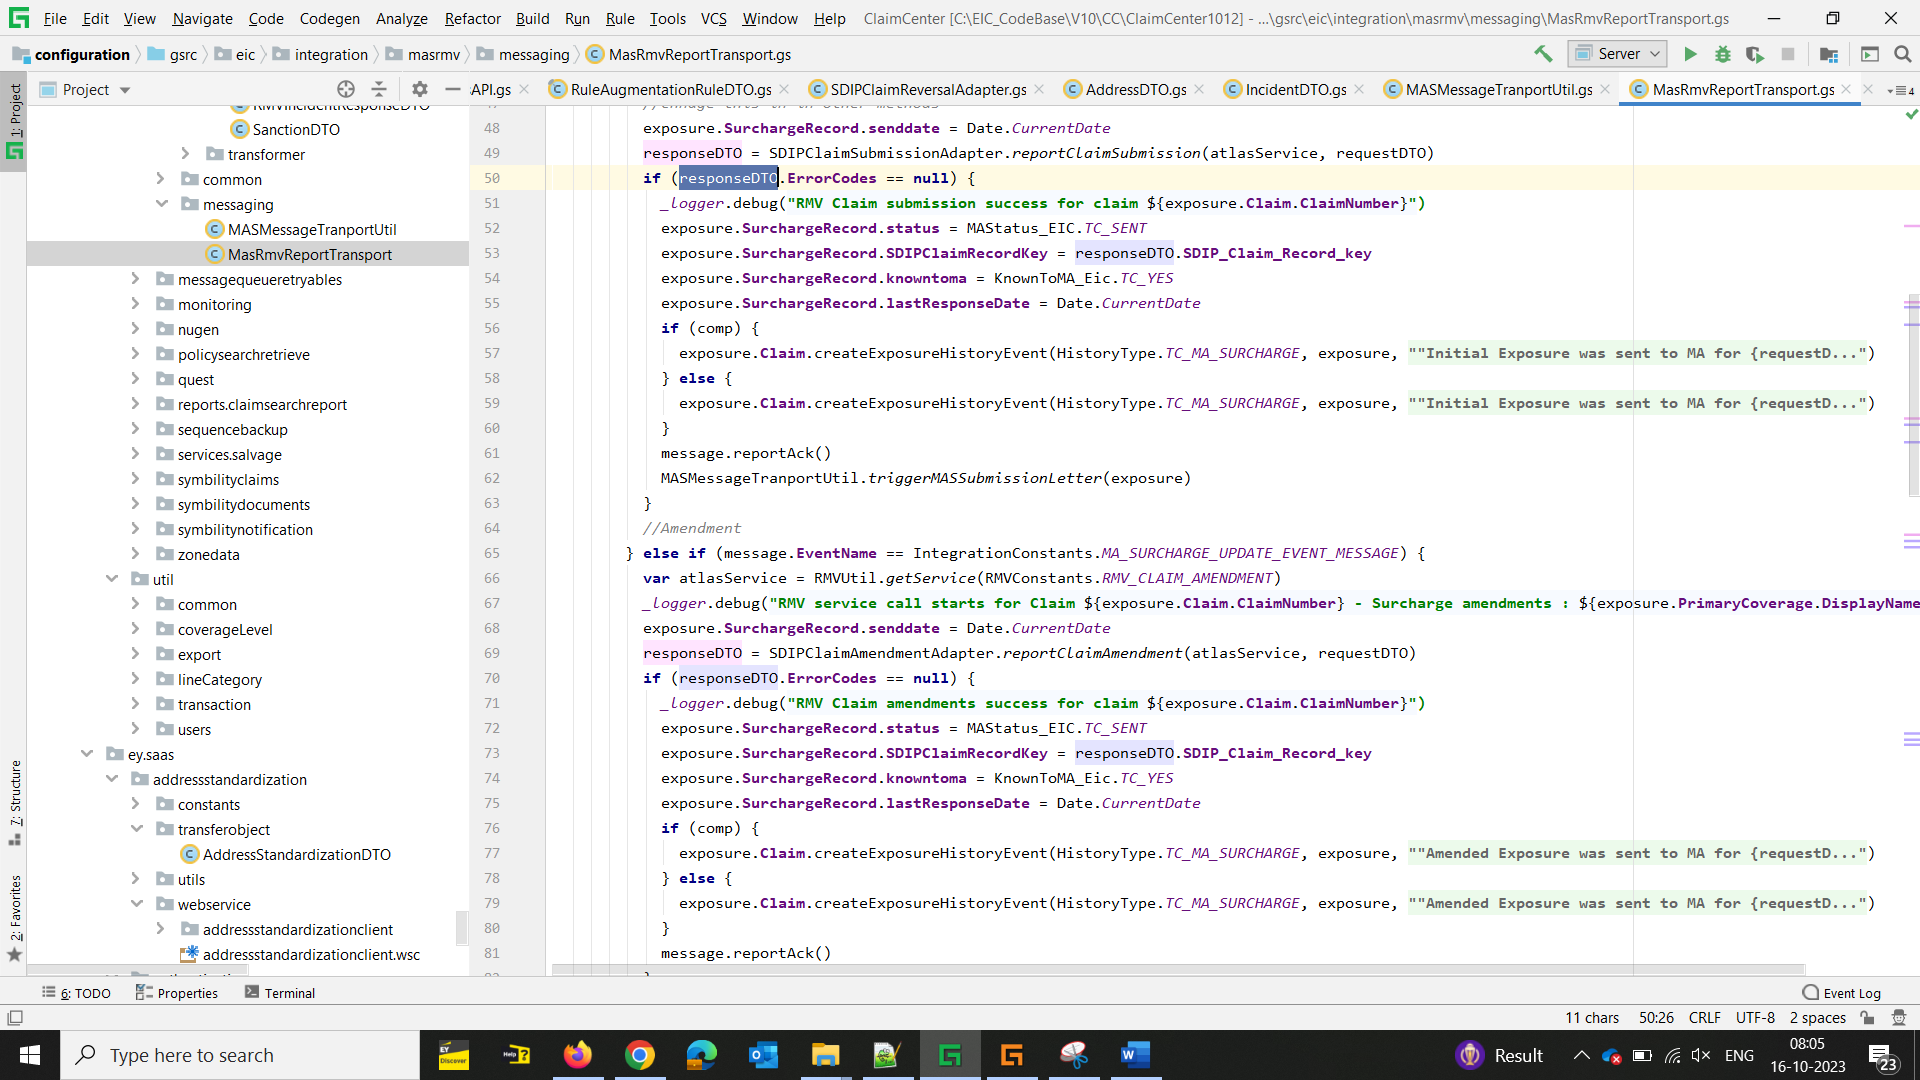 File Edit View Navigate Code Codegen Analyze Refactor Build Run Rule Tools VCS Window Help ClaimCenter [C:\EIC_CodeBase\V10\CC\ClaimCenter1012] - ...\gsrc\eic\integration\masrmv\messaging\MasRmvReportTransport.gs
configuration gsrc eic integration masrmv messaging MasRmvReportTransport.gs Server
Project API.gs RuleAugmentationRuleDTO.gs SDIPClaimReversalAdapter.gs AddressDTO.gs IncidentDTO.gs MASMessageTranportUtil.gs MasRmvReportTransport.gs 4
1: Project
7: Structure
2: Favorites
RMVIncidentResponseDTO
SanctionDTO
transformer
common
messaging
MASMessageTranportUtil
MasRmvReportTransport
messagequeueretryables
monitoring
nugen
policysearchretrieve
quest
reports.claimsearchreport
sequencebackup
services.salvage
symbilityclaims
symbilitydocuments
symbilitynotification
zonedata
util
common
coverageLevel
export
lineCategory
transaction
users
ey.saas
addressstandardization
constants
transferobject
AddressStandardizationDTO
utils
webservice
addressstandardizationclient
addressstandardizationclient.wsc
48 exposure.SurchargeRecord.senddate = Date.CurrentDate
49 responseDTO = SDIPClaimSubmissionAdapter.reportClaimSubmission(atlasService, requestDTO)
50 if (responseDTO.ErrorCodes == null) {
51 _logger.debug("RMV Claim submission success for claim ${exposure.Claim.ClaimNumber}")
52 exposure.SurchargeRecord.status = MAStatus_EIC.TC_SENT
53 exposure.SurchargeRecord.SDIPClaimRecordKey = responseDTO.SDIP_Claim_Record_key
54 exposure.SurchargeRecord.knowntoma = KnownToMA_Eic.TC_YES
55 exposure.SurchargeRecord.lastResponseDate = Date.CurrentDate
56 if (comp) {
57 exposure.Claim.createExposureHistoryEvent(HistoryType.TC_MA_SURCHARGE, exposure, ""Initial Exposure was sent to MA for {requestD...")
58 } else {
59 exposure.Claim.createExposureHistoryEvent(HistoryType.TC_MA_SURCHARGE, exposure, ""Initial Exposure was sent to MA for {requestD...")
60 }
61 message.reportAck()
62 MASMessageTranportUtil.triggerMASSubmissionLetter(exposure)
63 }
64 //Amendment
65 } else if (message.EventName == IntegrationConstants.MA_SURCHARGE_UPDATE_EVENT_MESSAGE) {
66 var atlasService = RMVUtil.getService(RMVConstants.RMV_CLAIM_AMENDMENT)
67 _logger.debug("RMV service call starts for Claim ${exposure.Claim.ClaimNumber} - Surcharge amendments : ${exposure.PrimaryCoverage.DisplayName
68 exposure.SurchargeRecord.senddate = Date.CurrentDate
69 responseDTO = SDIPClaimAmendmentAdapter.reportClaimAmendment(atlasService, requestDTO)
70 if (responseDTO.ErrorCodes == null) {
71 _logger.debug("RMV Claim amendments success for claim ${exposure.Claim.ClaimNumber}")
72 exposure.SurchargeRecord.status = MAStatus_EIC.TC_SENT
73 exposure.SurchargeRecord.SDIPClaimRecordKey = responseDTO.SDIP_Claim_Record_key
74 exposure.SurchargeRecord.knowntoma = KnownToMA_Eic.TC_YES
75 exposure.SurchargeRecord.lastResponseDate = Date.CurrentDate
76 if (comp) {
77 exposure.Claim.createExposureHistoryEvent(HistoryType.TC_MA_SURCHARGE, exposure, ""Amended Exposure was sent to MA for {requestD...")
78 } else {
79 exposure.Claim.createExposureHistoryEvent(HistoryType.TC_MA_SURCHARGE, exposure, ""Amended Exposure was sent to MA for {requestD...")
80 }
81 message.reportAck()
6: TODO Properties Terminal Event Log
11 chars 50:26 CRLF UTF-8 2 spaces
Type here to search EY Discover Help? Result ENG 08:05
16-10-2023 23